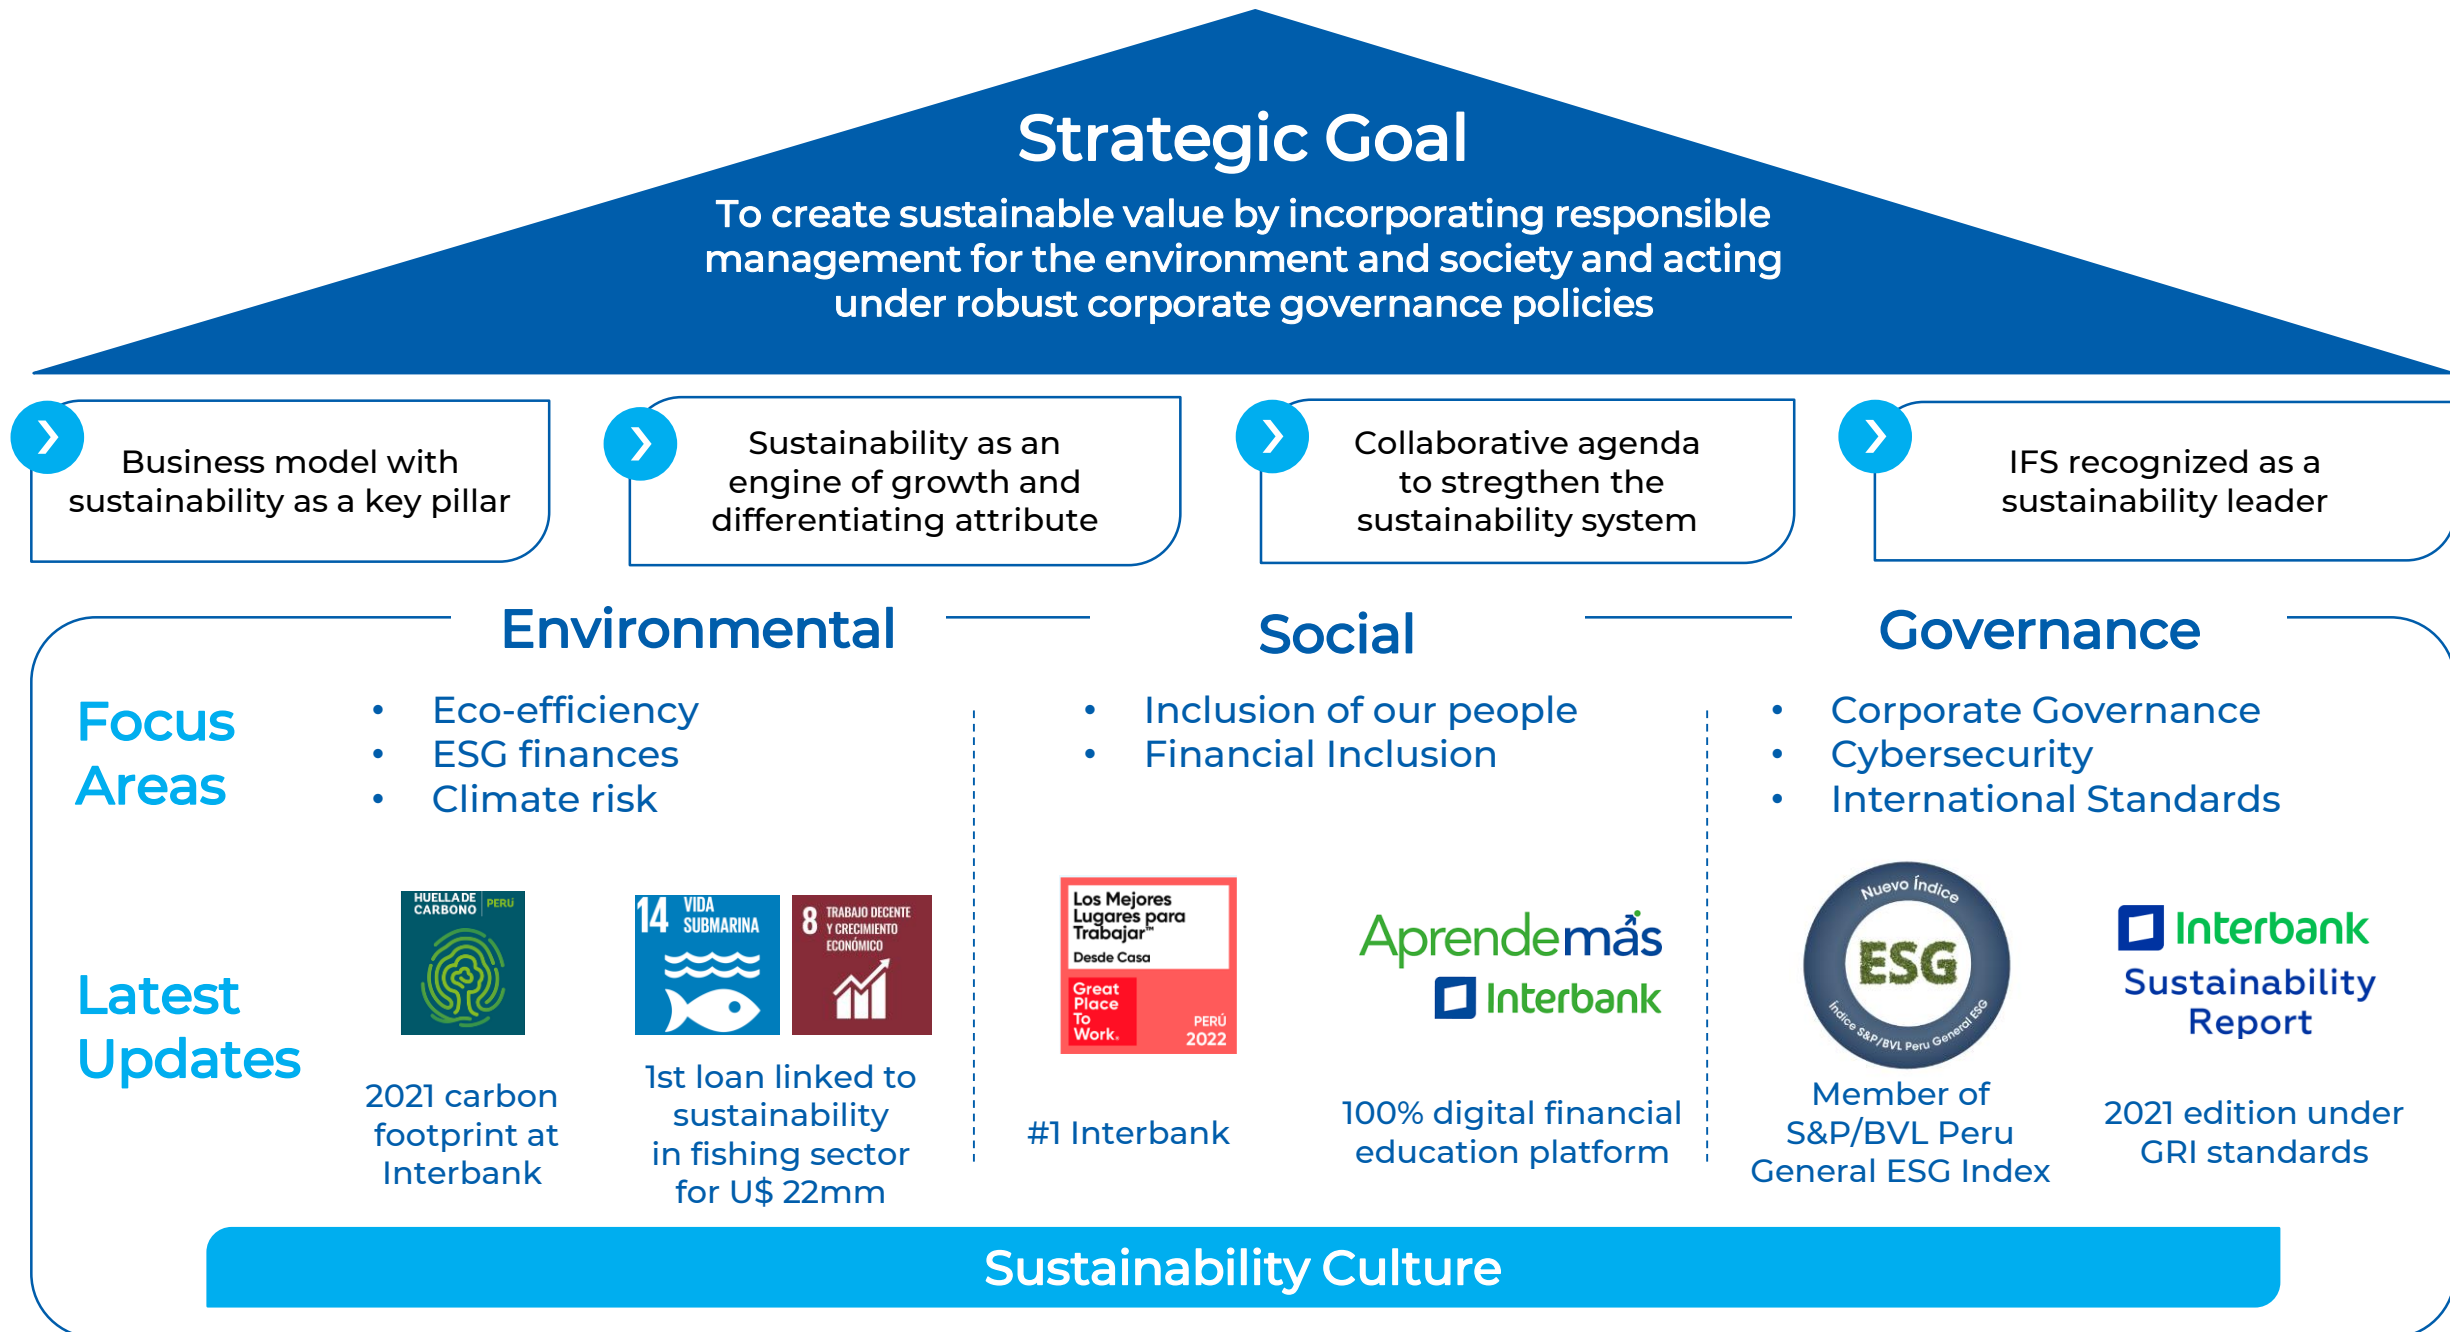 Strategic Goal
To create sustainable value by incorporating responsible
management for the environment and society and acting
under robust corporate governance policies
Business model with
sustainability as a key pillar
Sustainability as an
engine of growth and
differentiating attribute
Collaborative agenda
to stregthen the
sustainability system
IFS recognized as a
sustainability leader
Environmental
Social
Governance
Focus
Areas
• Eco-efficiency
• ESG finances
• Climate risk
• Inclusion of our people
• Financial Inclusion
• Corporate Governance
• Cybersecurity
• International Standards
Latest
Updates
HUELLA DE
CARBONO
PERÚ
2021 carbon
footprint at
Interbank
14 VIDA
SUBMARINA
8 TRABAJO DECENTE
Y CRECIMIENTO
ECONÓMICO
1st loan linked to
sustainability
in fishing sector
for U$ 22mm
Los Mejores
Lugares para
Trabajar™
Desde Casa
Great
Place
To
Work.
PERÚ
2022
#1 Interbank
Aprendemás
Interbank
100% digital financial
education platform
Nuevo Índice
ESG
Índice S&P/BVL Peru General ESG
Member of
S&P/BVL Peru
General ESG Index
Interbank
Sustainability
Report
2021 edition under
GRI standards
Sustainability Culture